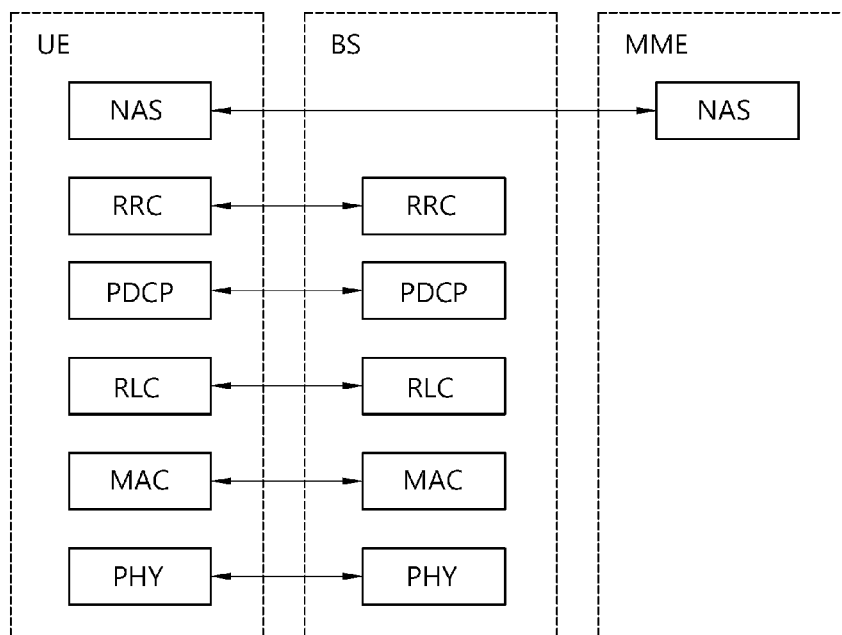 UE BS MME
NAS NAS
RRC RRC
PDCP PDCP
RLC RLC
MAC MAC
PHY PHY